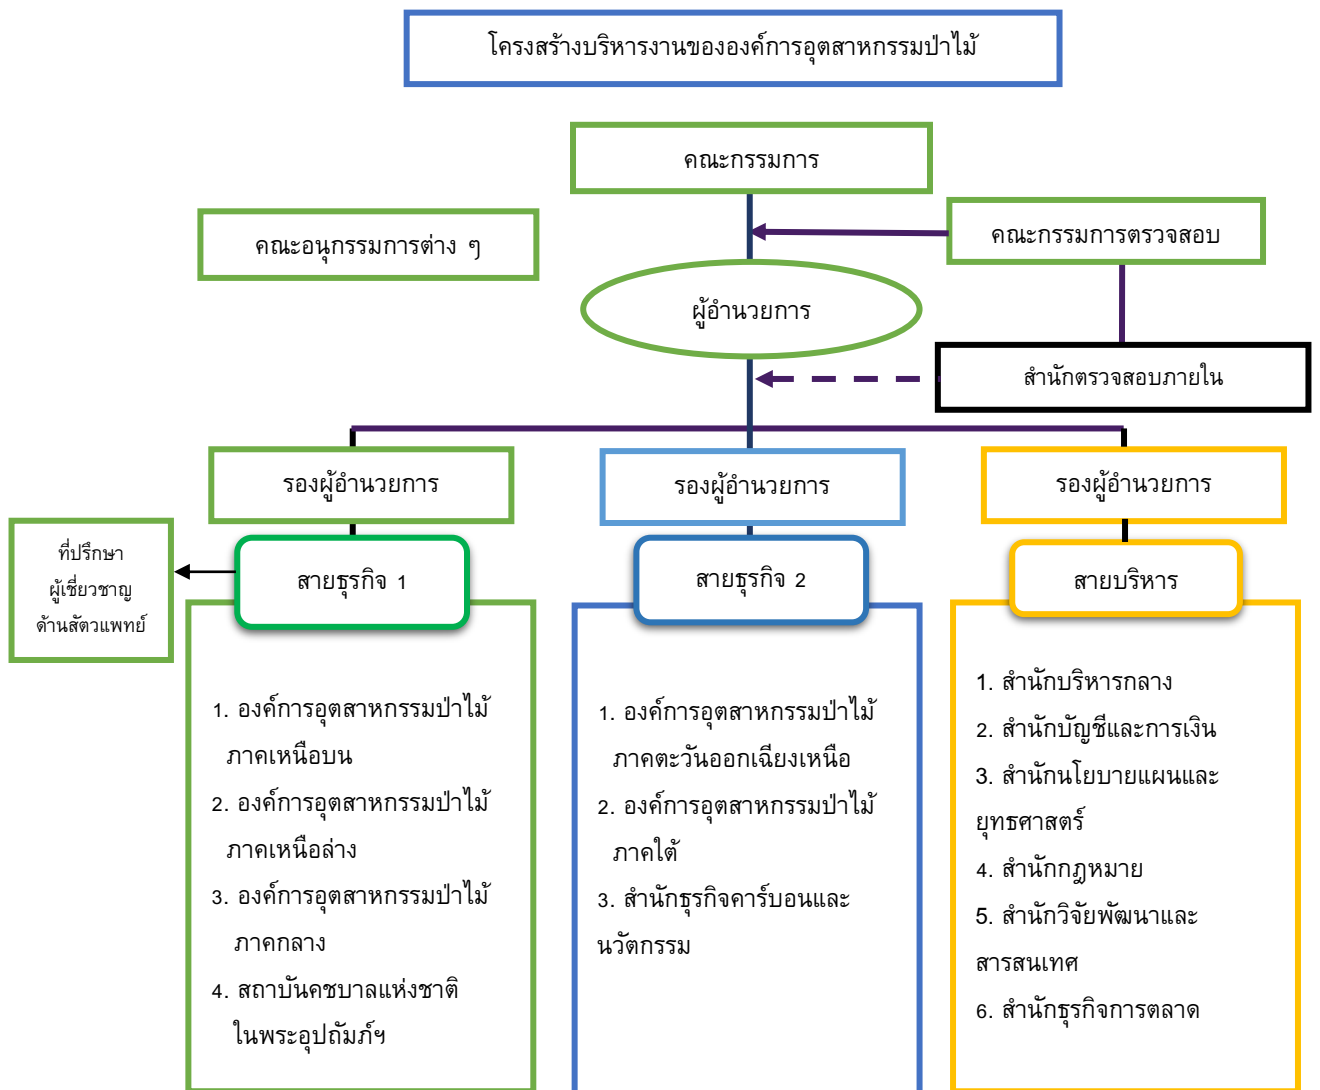 โครงสร้างบริหารงานขององค์การอุตสาหกรรมป่าไม้
คณะกรรมการ
คณะอนุกรรมการต่าง ๆ
คณะกรรมการตรวจสอบ
ผู้อำนวยการ
สำนักตรวจสอบภายใน
รองผู้อำนวยการ
รองผู้อำนวยการ
รองผู้อำนวยการ
ที่ปรึกษา
ผู้เชี่ยวชาญ
ด้านสัตวแพทย์
สายธุรกิจ 1
สายธุรกิจ 2
สายบริหาร
1. องค์การอุตสาหกรรมป่าไม้
ภาคเหนือบน
2. องค์การอุตสาหกรรมป่าไม้
ภาคเหนือล่าง
3. องค์การอุตสาหกรรมป่าไม้
ภาคกลาง
4. สถาบันคชบาลแห่งชาติ
ในพระอุปถัมภ์ฯ
1. องค์การอุตสาหกรรมป่าไม้
ภาคตะวันออกเฉียงเหนือ
2. องค์การอุตสาหกรรมป่าไม้
ภาคใต้
3. สำนักธุรกิจคาร์บอนและ
นวัตกรรม
1. สำนักบริหารกลาง
2. สำนักบัญชีและการเงิน
3. สำนักนโยบายแผนและ
ยุทธศาสตร์
4. สำนักกฎหมาย
5. สำนักวิจัยพัฒนาและ
สารสนเทศ
6. สำนักธุรกิจการตลาด